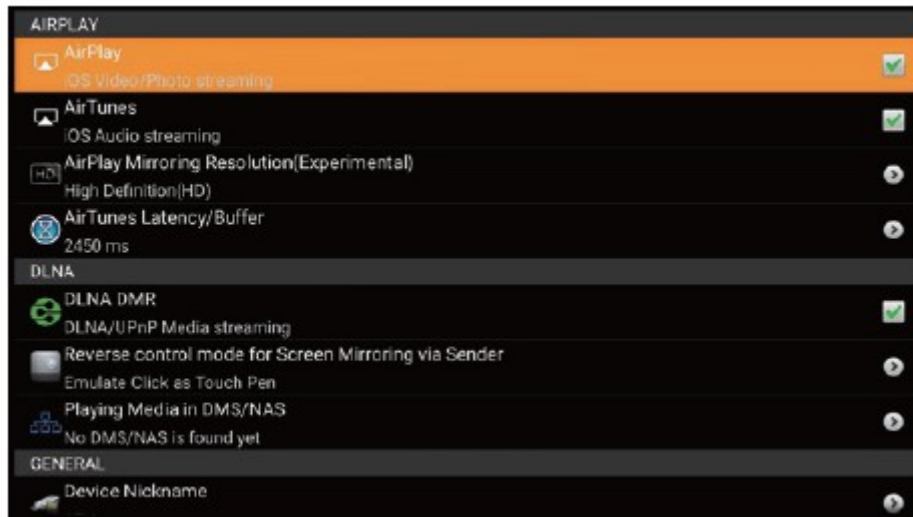 AIRPLAY
AirPlay
iOS Video/Photo streaming
AirTunes
iOS Audio streaming
HD
AirPlay Mirroring Resolution(Experimental)
High Definition(HD)
AirTunes Latency/Buffer
2450 ms
DLNA
DLNA DMR
DLNA/UPnP Media streaming
Reverse control mode for Screen Mirroring via Sender
Emulate Click as Touch Pen
Playing Media in DMS/NAS
No DMS/NAS is found yet
GENERAL
Device Nickname